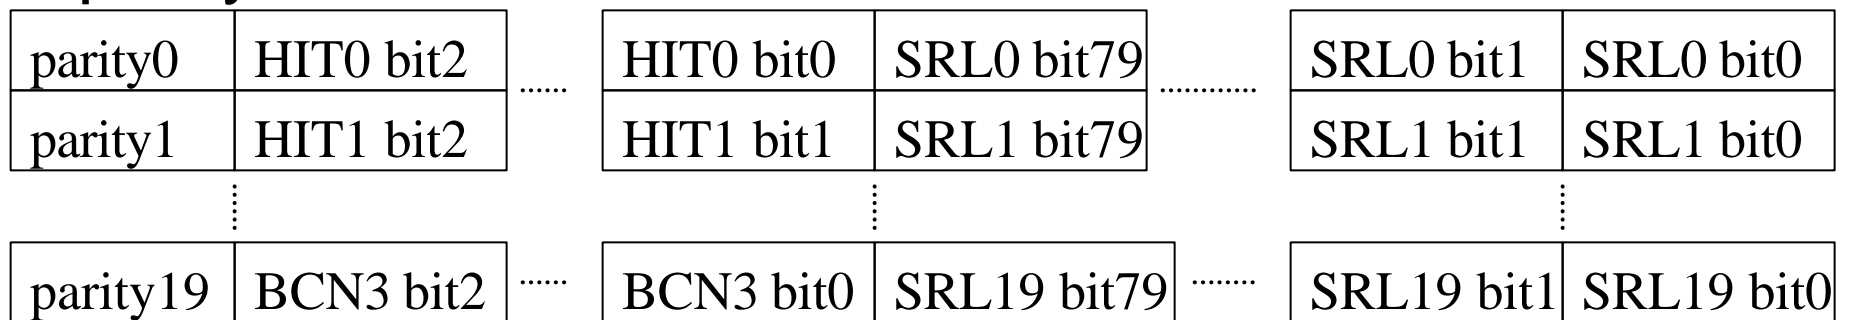 parity0 HIT0 bit2 ...... HIT0 bit0 SRL0 bit79 ............ SRL0 bit1 SRL0 bit0
parity1 HIT1 bit2 HIT1 bit1 SRL1 bit79 SRL1 bit1 SRL1 bit0
parity19 BCN3 bit2 ...... BCN3 bit0 SRL19 bit79 ........ SRL19 bit1 SRL19 bit0